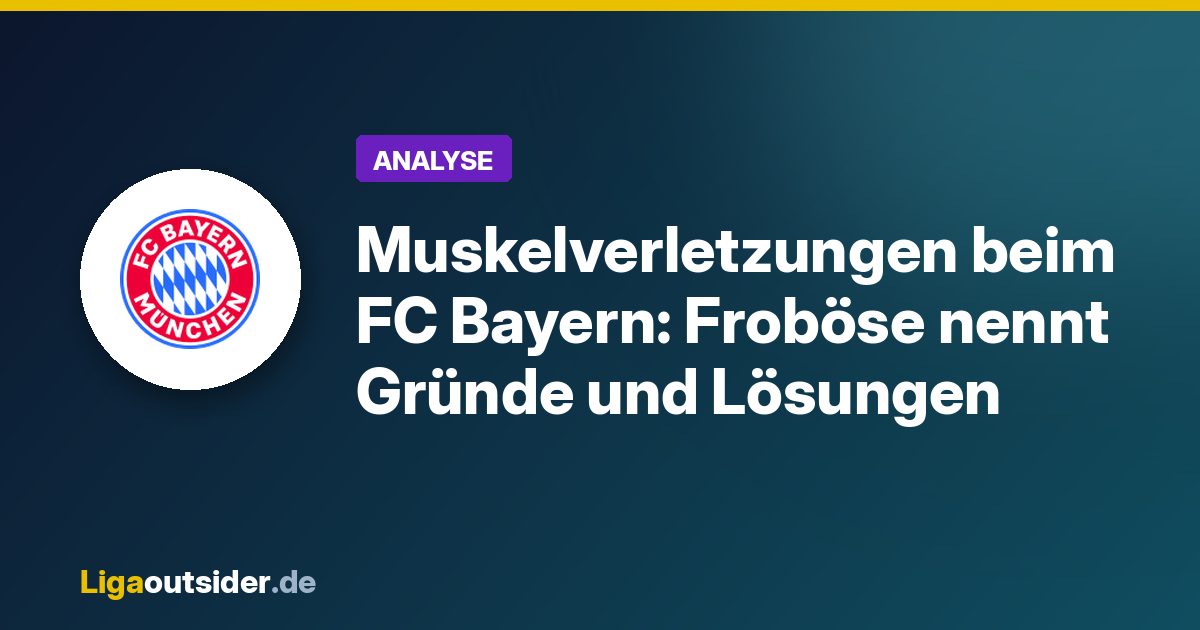 ANALYSE
FC BAYERN
MÜNCHEN
Muskelverletzungen beim
FC Bayern: Froböse nennt
Gründe und Lösungen
Ligaoutsider.de